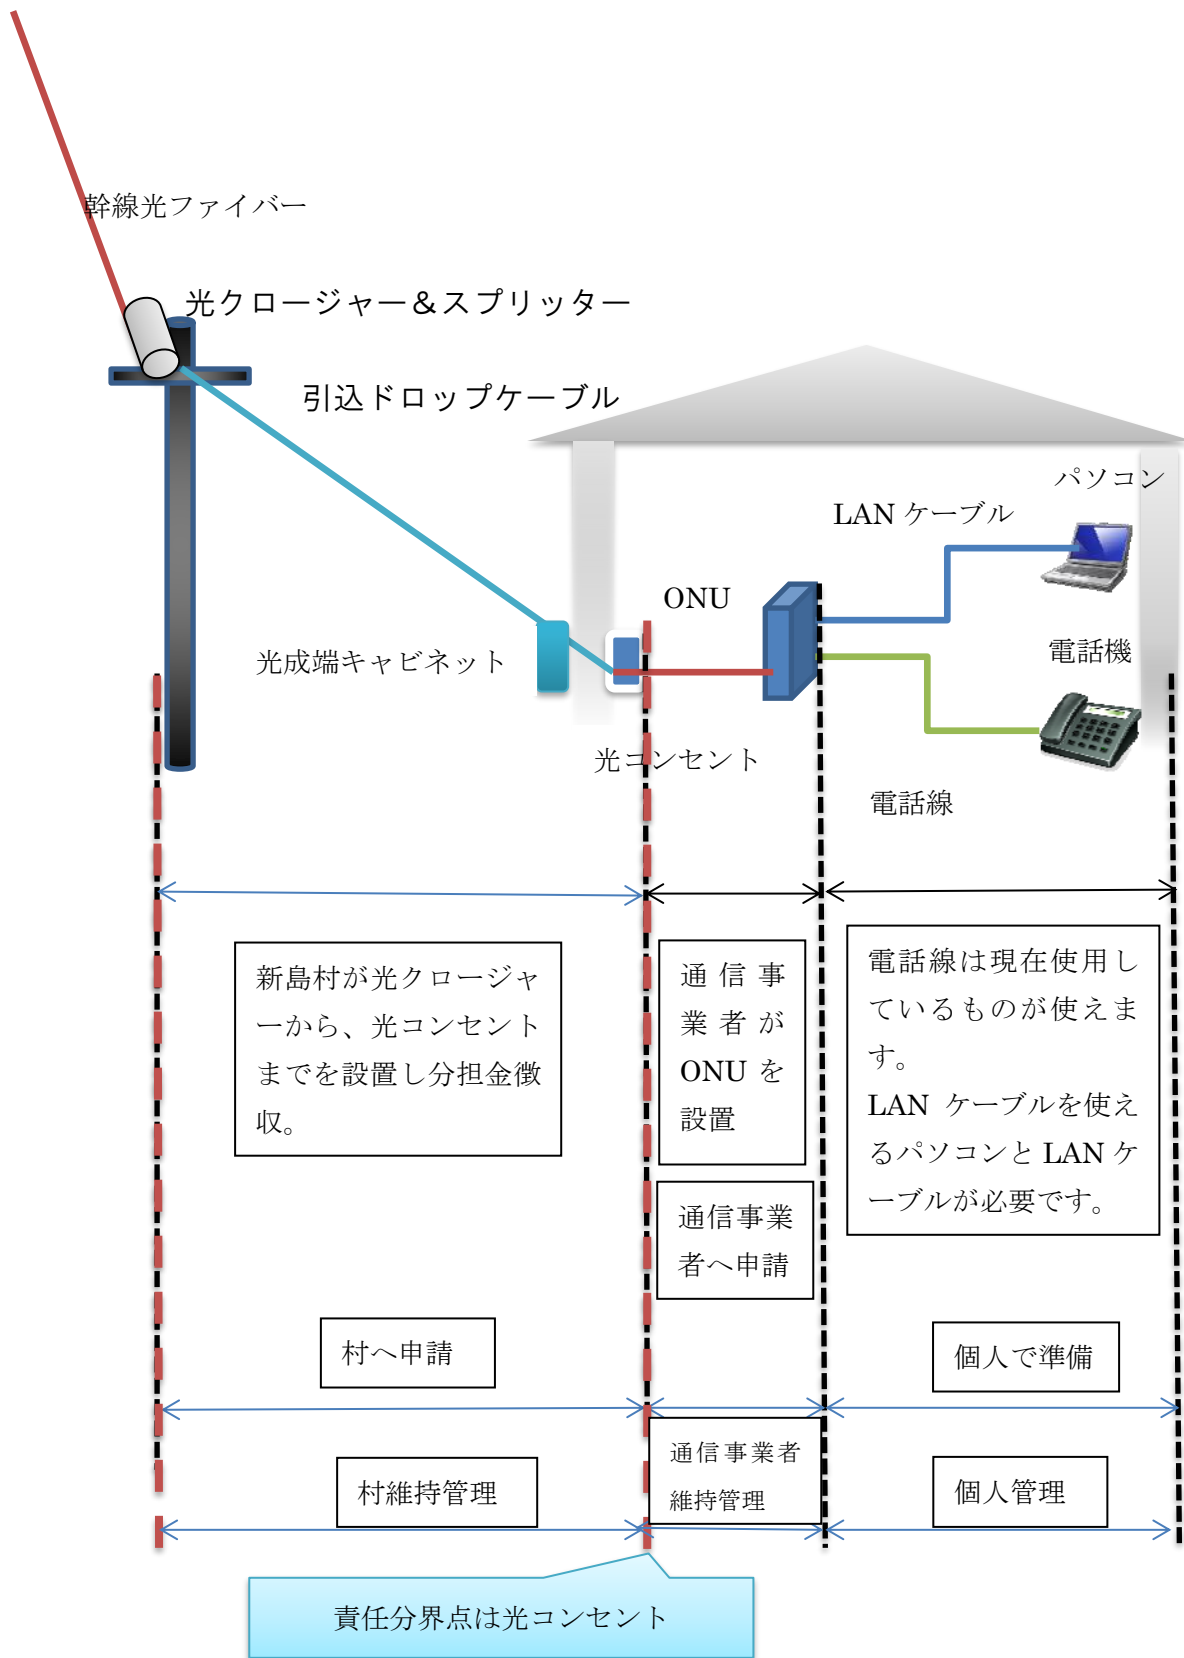 幹線光ファイバー
光クロージャー＆スプリッター
引込ドロップケーブル
パソコン
LAN ケーブル
ONU
電話機
光成端キャビネット
光コンセント
電話線
新島村が光クロージャ
ーから、光コンセント
までを設置し分担金徴
収。
通信事
業者が
ONU を
設置
電話線は現在使用し
ているものが使えま
す。
LAN ケーブルを使え
るパソコンと LAN ケ
ーブルが必要です。
通信事業
者へ申請
村へ申請
個人で準備
村維持管理
通信事業者
維持管理
個人管理
責任分界点は光コンセント